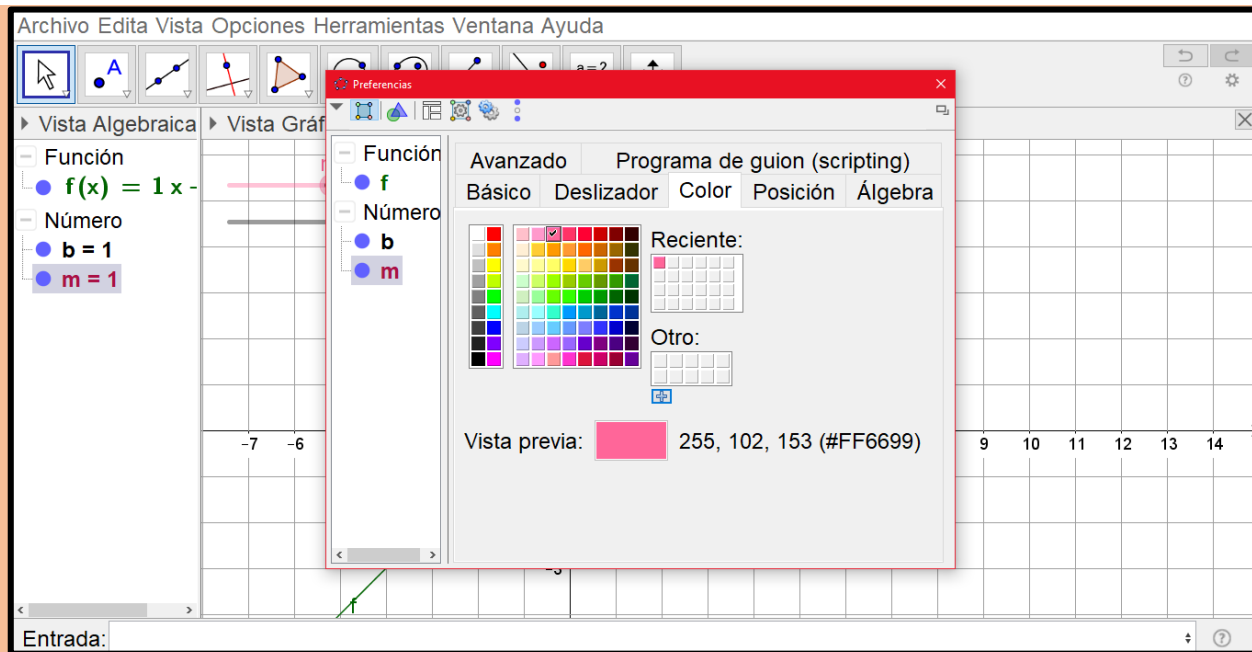 Archivo Edita Vista Opciones Herramientas Ventana Ayuda
A
a=2
Preferencias
Vista Algebraica
Vista Gráf
Función
f(x) = 1 x -
Número
b = 1
m = 1
Función
f
Número
b
m
Avanzado Programa de guion (scripting)
Básico Deslizador Color Posición Álgebra
Reciente:
Otro:
Vista previa: 255, 102, 153 (#FF6699)
-7 -6 9 10 11 12 13 14
f
Entrada: